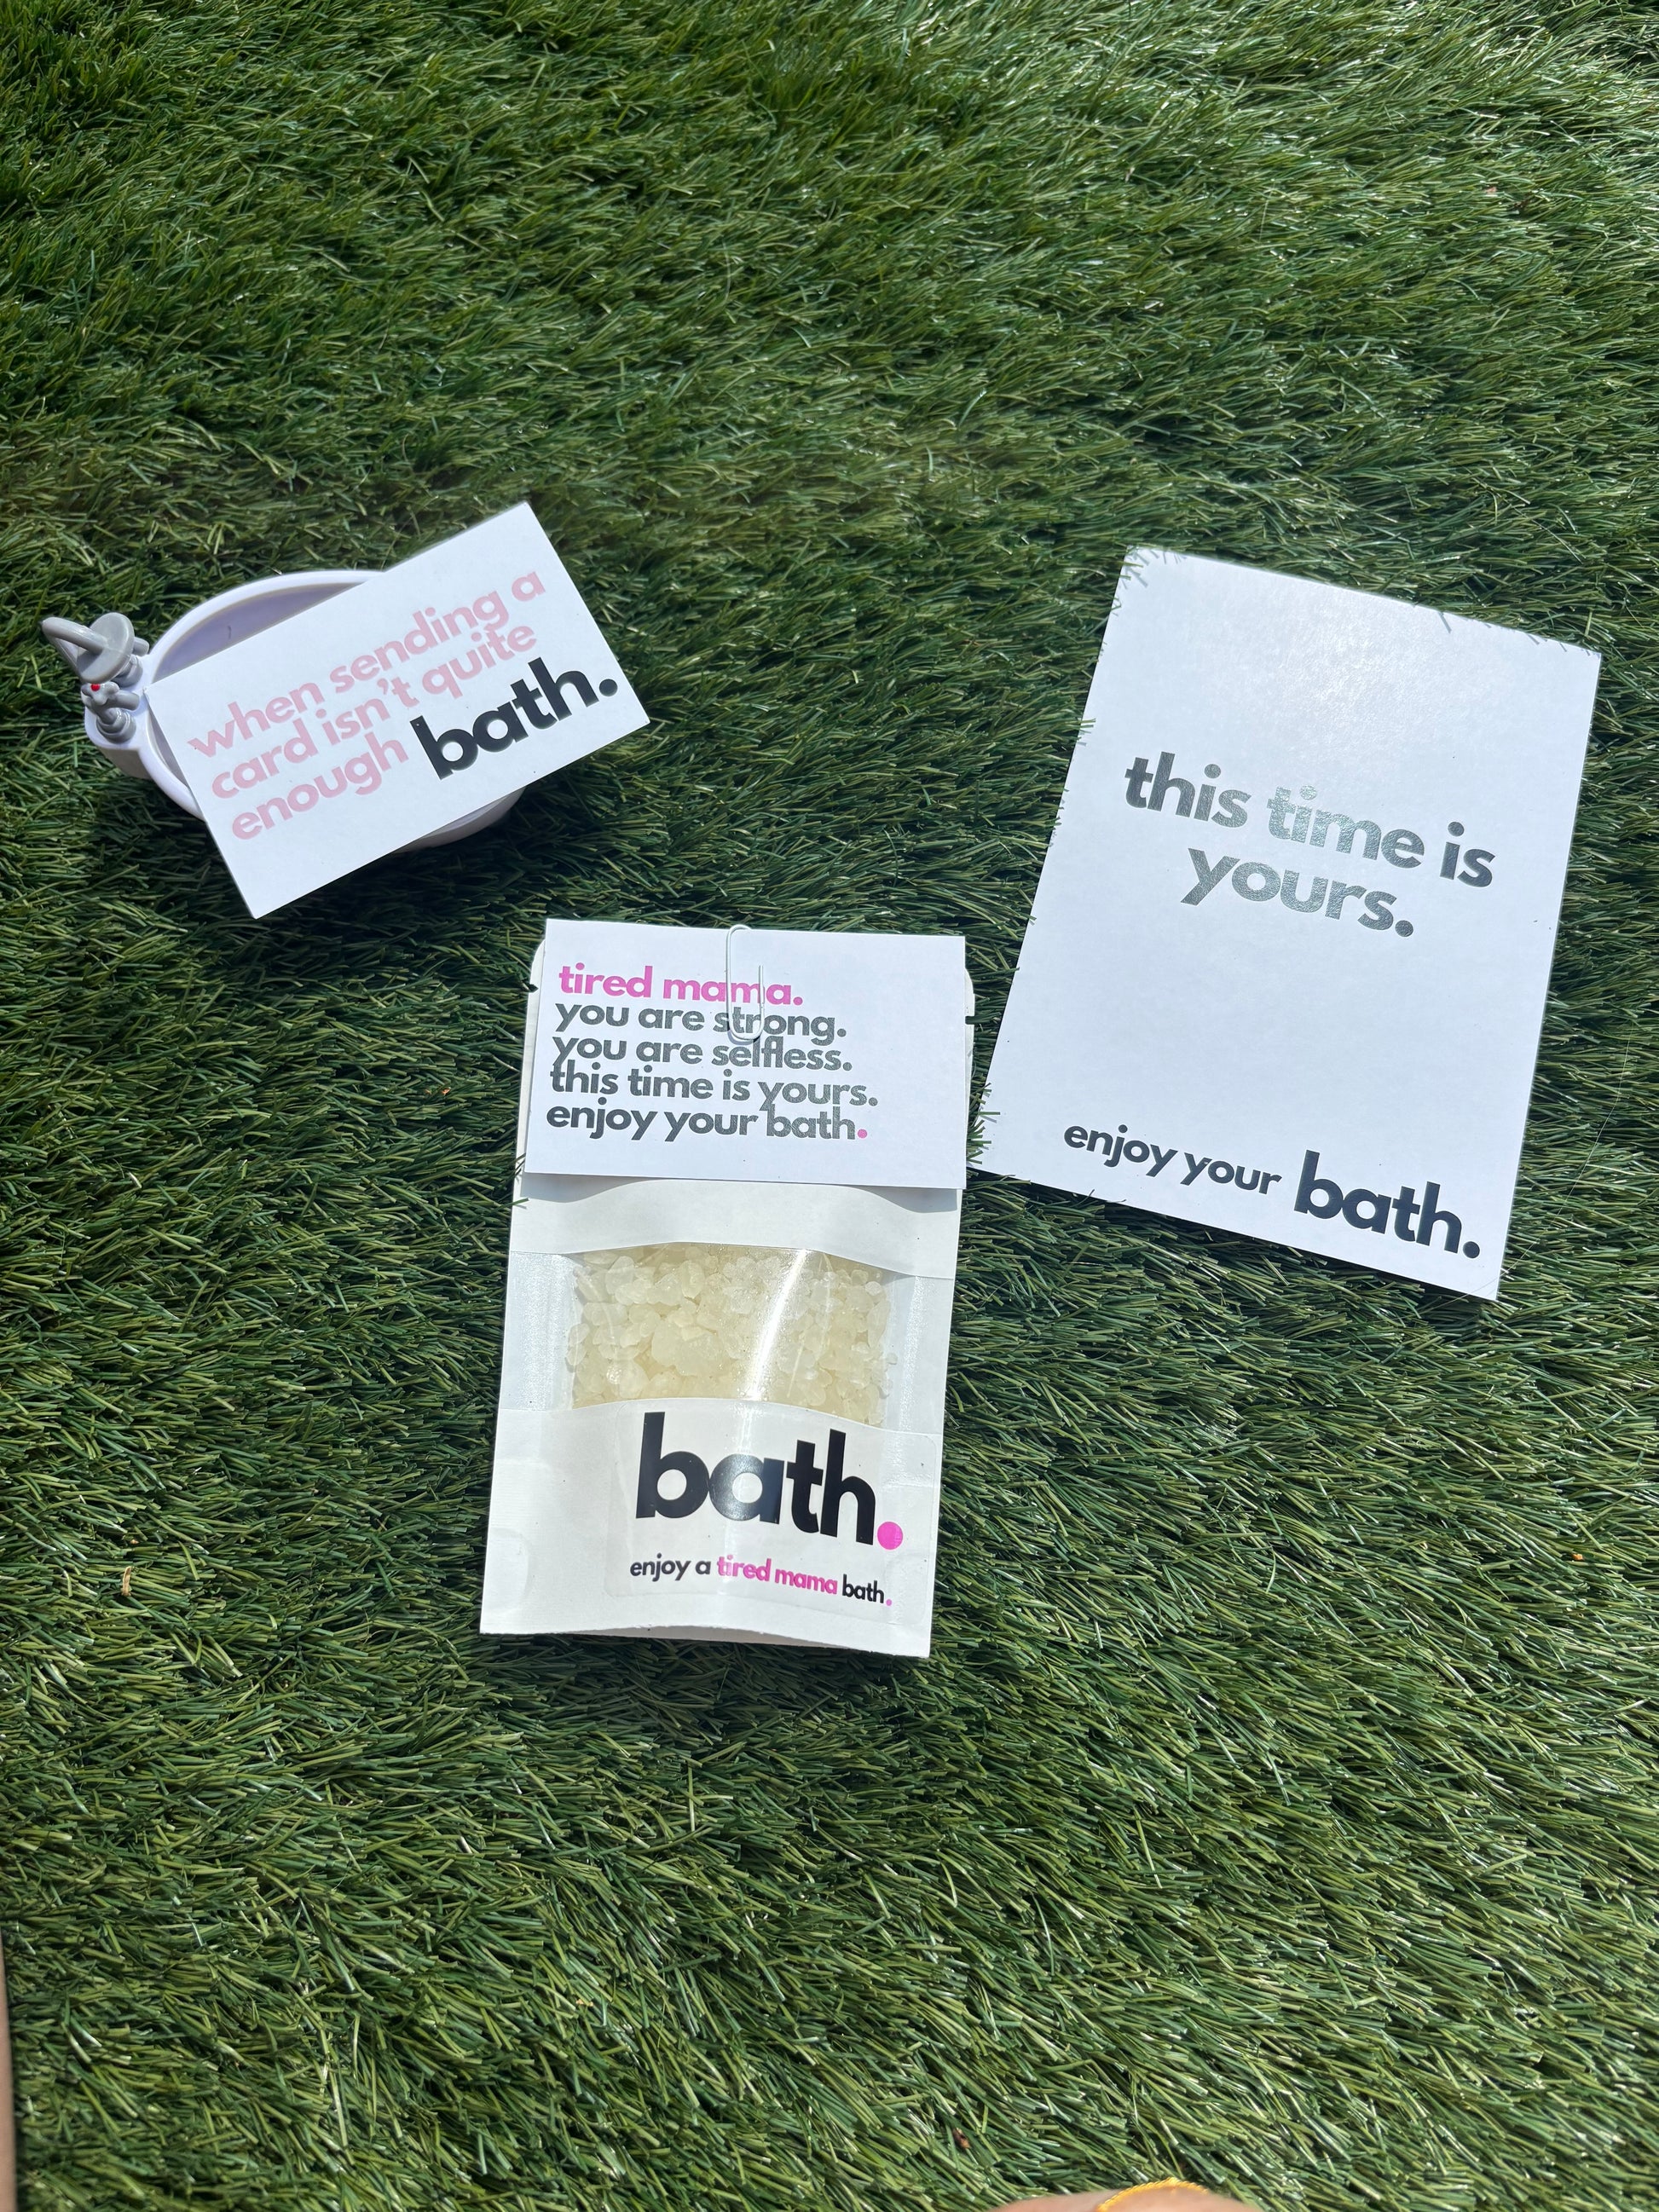 when sending a
card isn't quite
enough bath.
this time is
yours.
enjoy your bath.
tired mama.
you are strong.
you are selfless.
this time is yours.
enjoy your bath.
bath.
enjoy a tired mama bath.